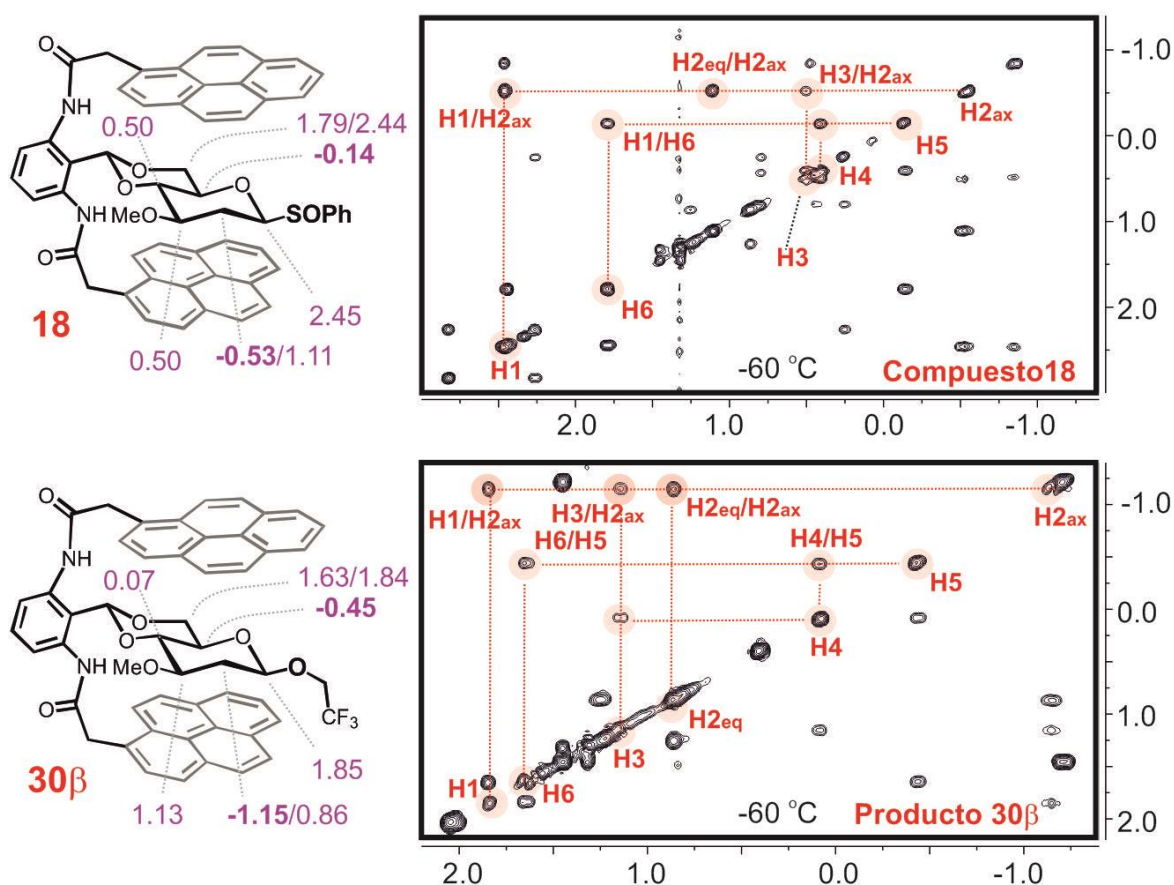 O
NH
0.50
1.79/2.44
-0.14
O
O
O
MeO
SOPh
NH
O
18
0.50
-0.53/1.11
2.45
H2eq/H2ax
H3/H2ax
H1/H2ax
H2ax
H1/H6
H5
H4
H3
H6
H1
-60 °C
Compuesto18
-1.0
0.0
1.0
2.0
2.0
1.0
0.0
-1.0
O
NH
0.07
1.63/1.84
-0.45
O
O
O
MeO
O
CF3
NH
O
30β
1.13
-1.15/0.86
1.85
H1/H2ax
H3/H2ax
H2eq/H2ax
H2ax
H6/H5
H4/H5
H5
H4
H2eq
H3
H1
H6
-60 °C
Producto 30β
-1.0
0.0
1.0
2.0
2.0
1.0
0.0
-1.0